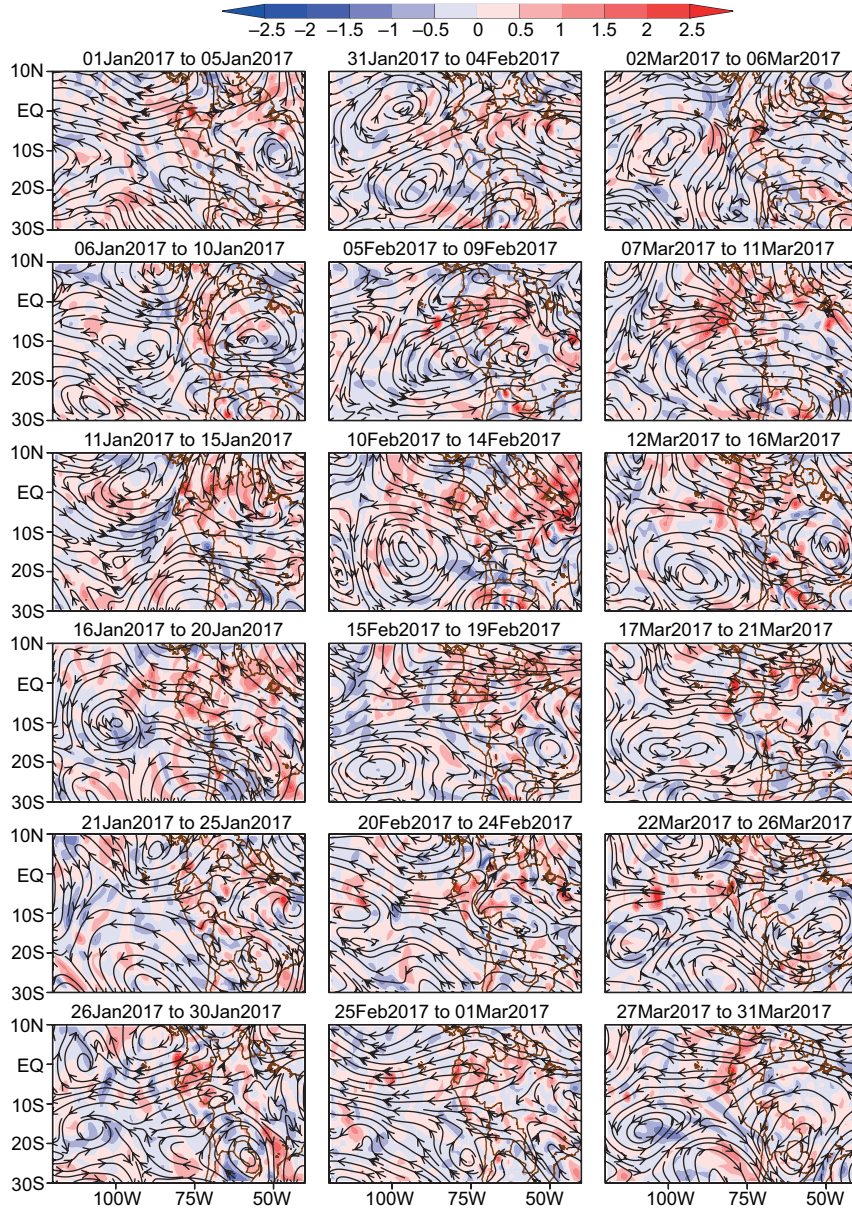 −2.5 −2 −1.5 −1 −0.5 0 0.5 1 1.5 2 2.5
01Jan2017 to 05Jan2017 31Jan2017 to 04Feb2017 02Mar2017 to 06Mar2017
10N
EQ
10S
20S
30S
06Jan2017 to 10Jan2017 05Feb2017 to 09Feb2017 07Mar2017 to 11Mar2017
10N
EQ
10S
20S
30S
11Jan2017 to 15Jan2017 10Feb2017 to 14Feb2017 12Mar2017 to 16Mar2017
10N
EQ
10S
20S
30S
16Jan2017 to 20Jan2017 15Feb2017 to 19Feb2017 17Mar2017 to 21Mar2017
10N
EQ
10S
20S
30S
21Jan2017 to 25Jan2017 20Feb2017 to 24Feb2017 22Mar2017 to 26Mar2017
10N
EQ
10S
20S
30S
26Jan2017 to 30Jan2017 25Feb2017 to 01Mar2017 27Mar2017 to 31Mar2017
10N
EQ
10S
20S
30S
100W 75W 50W 100W 75W 50W 100W 75W 50W